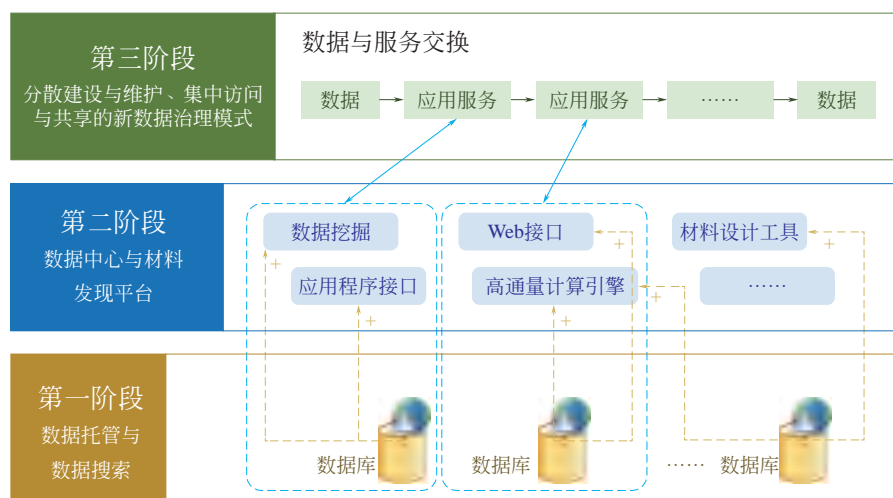 第三阶段
分散建设与维护、集中访问
与共享的新数据治理模式
数据与服务交换
数据
应用服务
应用服务
……
数据
第二阶段
数据中心与材料
发现平台
数据挖掘
+
应用程序接口
+
Web接口
+
高通量计算引擎
+
+
材料设计工具
+
……
第一阶段
数据托管与
数据搜索
数据库
数据库
……
数据库